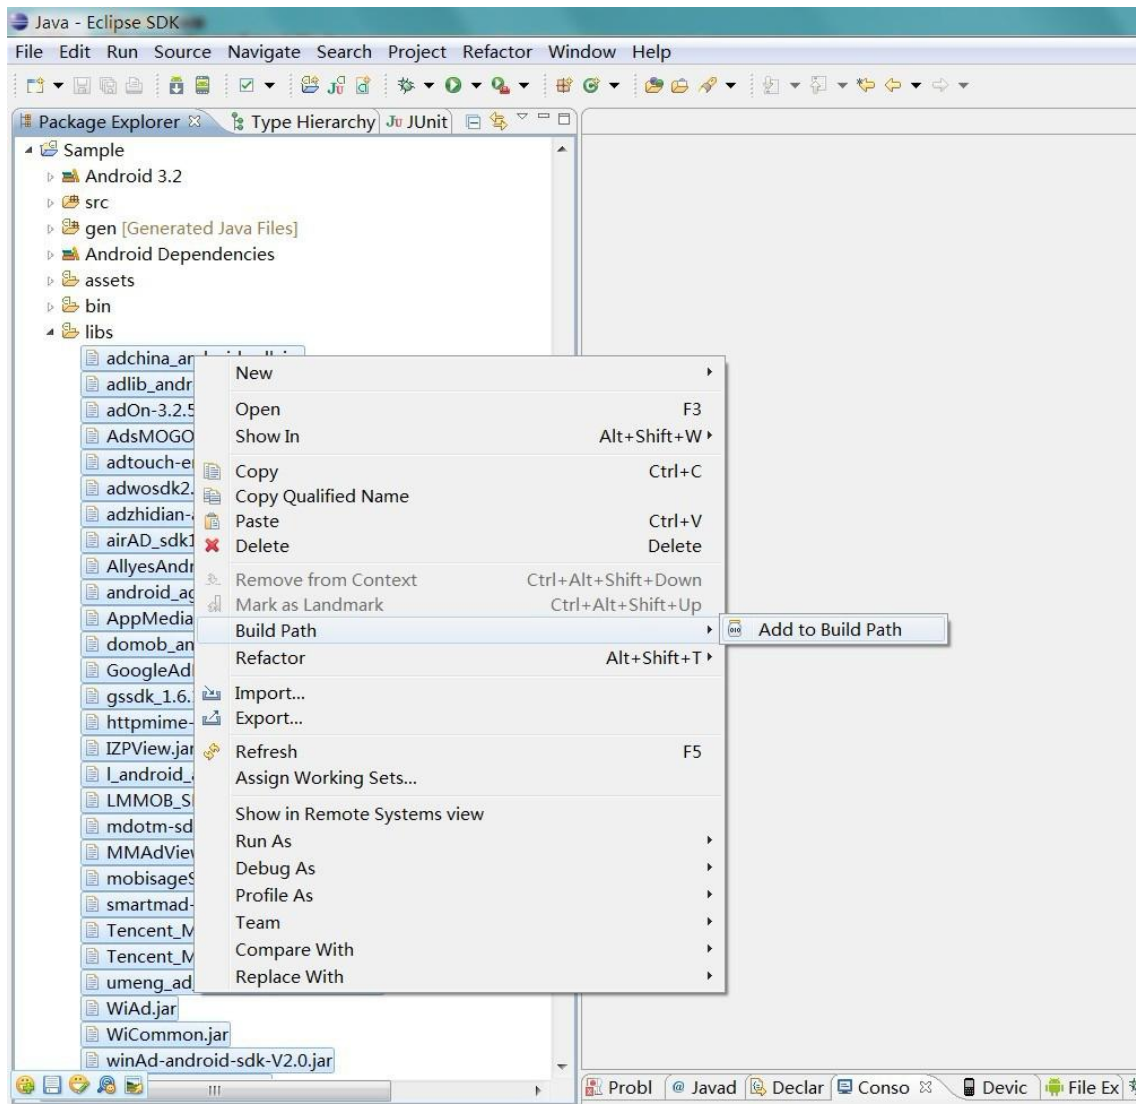 Java - Eclipse SDK
File Edit Run Source Navigate Search Project Refactor Window Help
Package Explorer Type Hierarchy Ju JUnit
Sample
Android 3.2
src
gen [Generated Java Files]
Android Dependencies
assets
bin
libs
adchina_an
adlib_andr
adOn-3.2.5
AdsMOGO
adtouch-e
adwosdk2.
adzhidian-
airAD_sdk1
AllyesAndr
android_ag
AppMedia
domob_an
GoogleAd
gssdk_1.6.
httpmime-
IZPView.jar
l_android_
LMMOB_S
mdotm-sd
MMAdView
mobisageS
smartmad-
Tencent_M
Tencent_M
umeng_ad
WiAd.jar
WiCommon.jar
winAd-android-sdk-V2.0.jar
New
Open F3
Show In Alt+Shift+W
Copy Ctrl+C
Copy Qualified Name
Paste Ctrl+V
Delete Delete
Remove from Context Ctrl+Alt+Shift+Down
Mark as Landmark Ctrl+Alt+Shift+Up
Build Path
Add to Build Path
Refactor Alt+Shift+T
Import...
Export...
Refresh F5
Assign Working Sets...
Show in Remote Systems view
Run As
Debug As
Profile As
Team
Compare With
Replace With
Probl @ Javad Declar Conso Devic File Ex